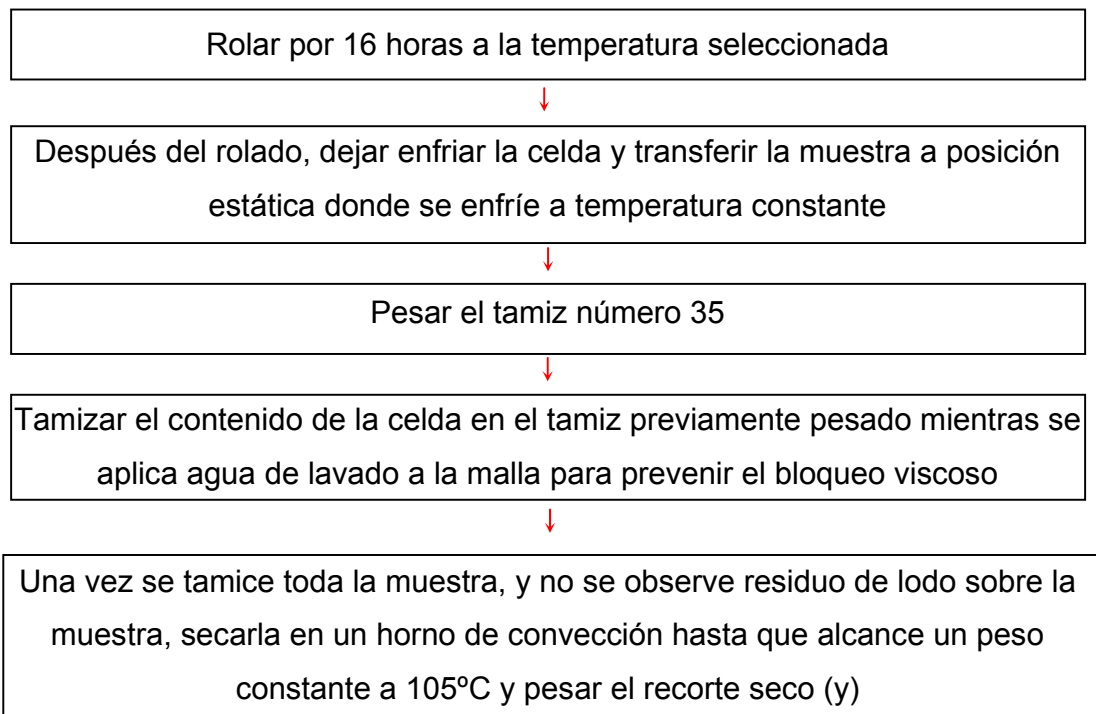 Rolar por 16 horas a la temperatura seleccionada
Después del rolado, dejar enfriar la celda y transferir la muestra a posición
estática donde se enfríe a temperatura constante
Pesar el tamiz número 35
Tamizar el contenido de la celda en el tamiz previamente pesado mientras se
aplica agua de lavado a la malla para prevenir el bloqueo viscoso
Una vez se tamice toda la muestra, y no se observe residuo de lodo sobre la
muestra, secarla en un horno de convección hasta que alcance un peso
constante a 105ºC y pesar el recorte seco (y)